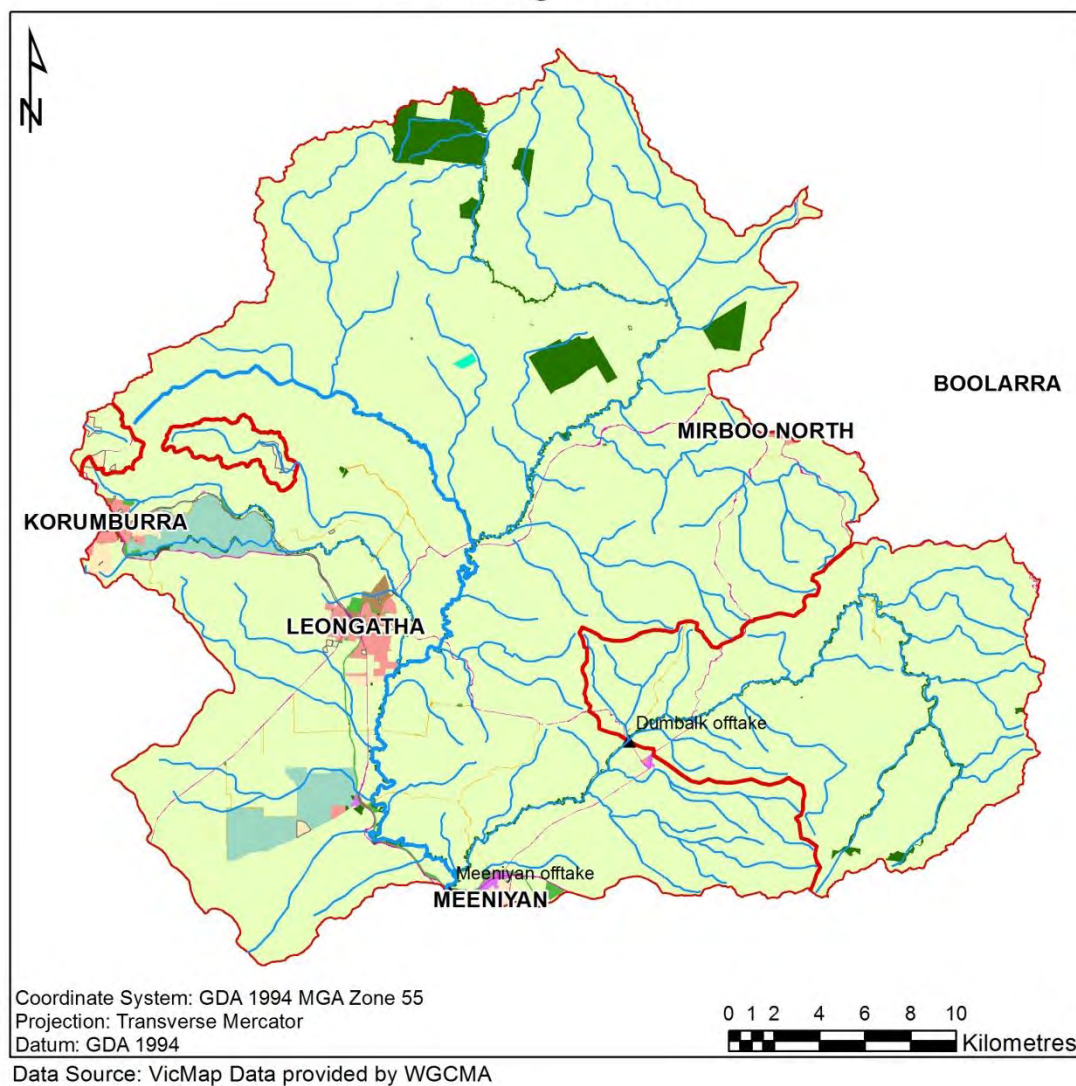 N
BOOLARRA
MIRBOO NORTH
KORUMBURRA
LEONGATHA
Dumbalk offtake
Meeniyan offtake
MEENIYAN
Coordinate System: GDA 1994 MGA Zone 55
Projection: Transverse Mercator
Datum: GDA 1994
0 1 2 4 6 8 10
Kilometres
Data Source: VicMap Data provided by WGCMA